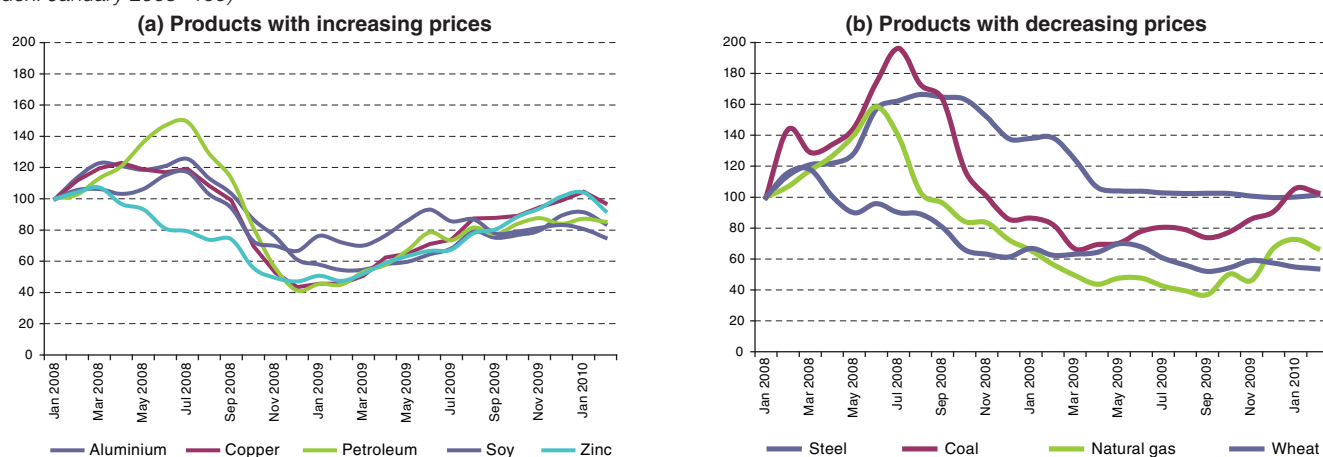 January 2008=100)
(a) Products with increasing prices
200
180
160
140
120
100
80
60
40
20
0
Jan 2008
Mar 2008
May 2008
Jul 2008
Sep 2008
Nov 2008
Jan 2009
Mar 2009
May 2009
Jul 2009
Sep 2009
Nov 2009
Jan 2010
Aluminium Copper Petroleum Soy Zinc
(b) Products with decreasing prices
200
180
160
140
120
100
80
60
40
20
0
Jan 2008
Mar 2008
May 2008
Jul 2008
Sep 2008
Nov 2008
Jan 2009
Mar 2009
May 2009
Jul 2009
Sep 2009
Nov 2009
Jan 2010
Steel Coal Natural gas Wheat